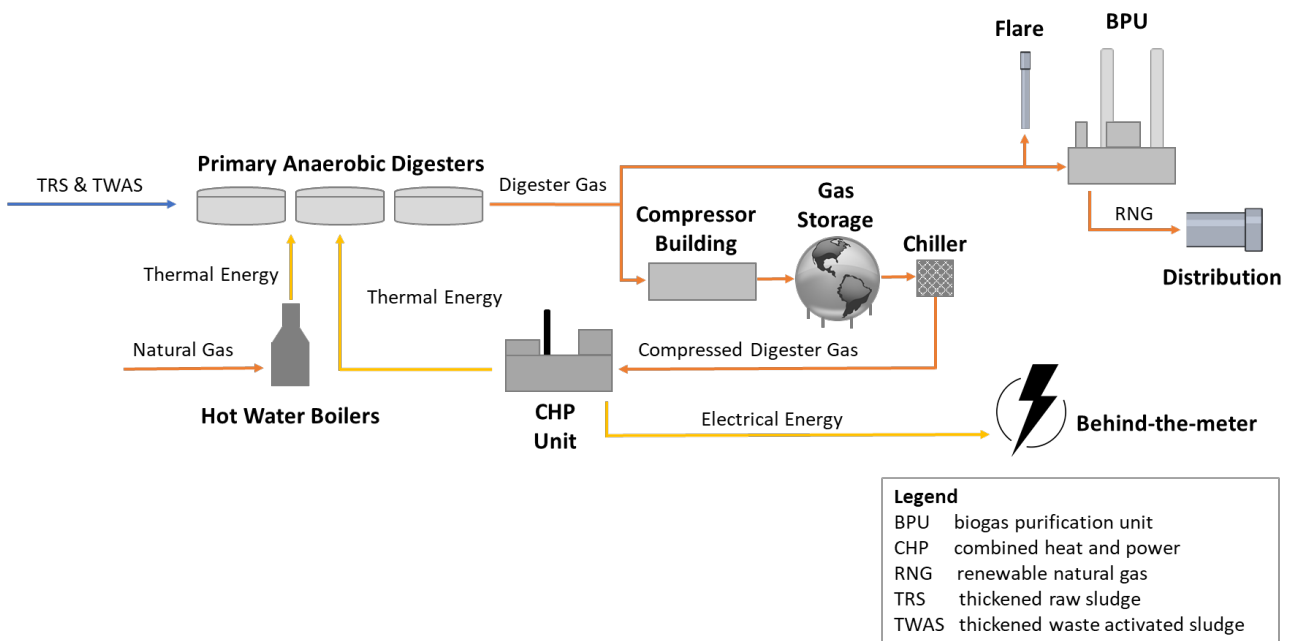 Flare
BPU
Primary Anaerobic Digesters
TRS & TWAS
Digester Gas
Compressor
Building
Gas
Storage
Chiller
RNG
Distribution
Thermal Energy
Thermal Energy
Natural Gas
Hot Water Boilers
Compressed Digester Gas
CHP
Unit
Electrical Energy
Behind-the-meter
Legend
BPU biogas purification unit
CHP combined heat and power
RNG renewable natural gas
TRS thickened raw sludge
TWAS thickened waste activated sludge